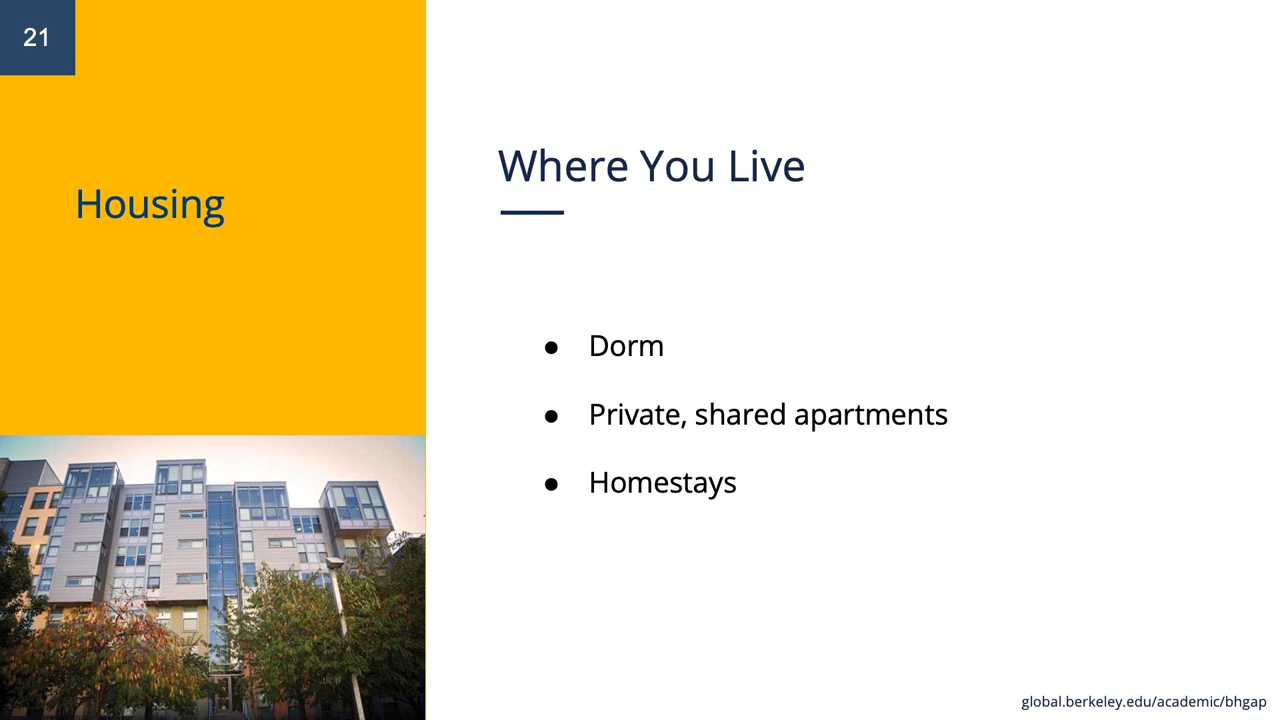 21
Housing
Where You Live
● Dorm
● Private, shared apartments
● Homestays
global.berkeley.edu/academic/bhgap